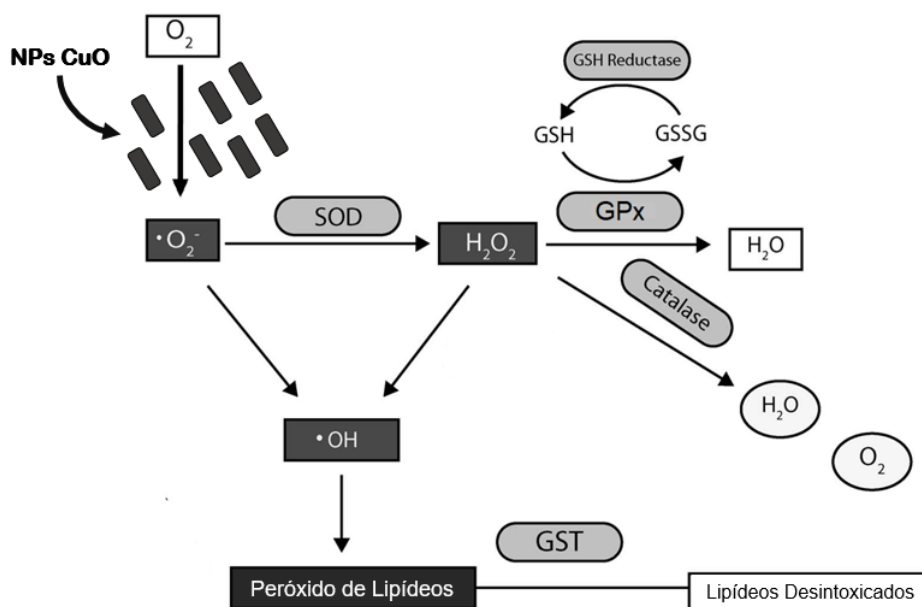 O₂
NPs CuO
GSH Reductase
GSH
GSSG
SOD
GPx
•O₂⁻
H₂O₂
H₂O
Catalase
H₂O
O₂
•OH
GST
Peróxido de Lipídeos
Lipídeos Desintoxicados